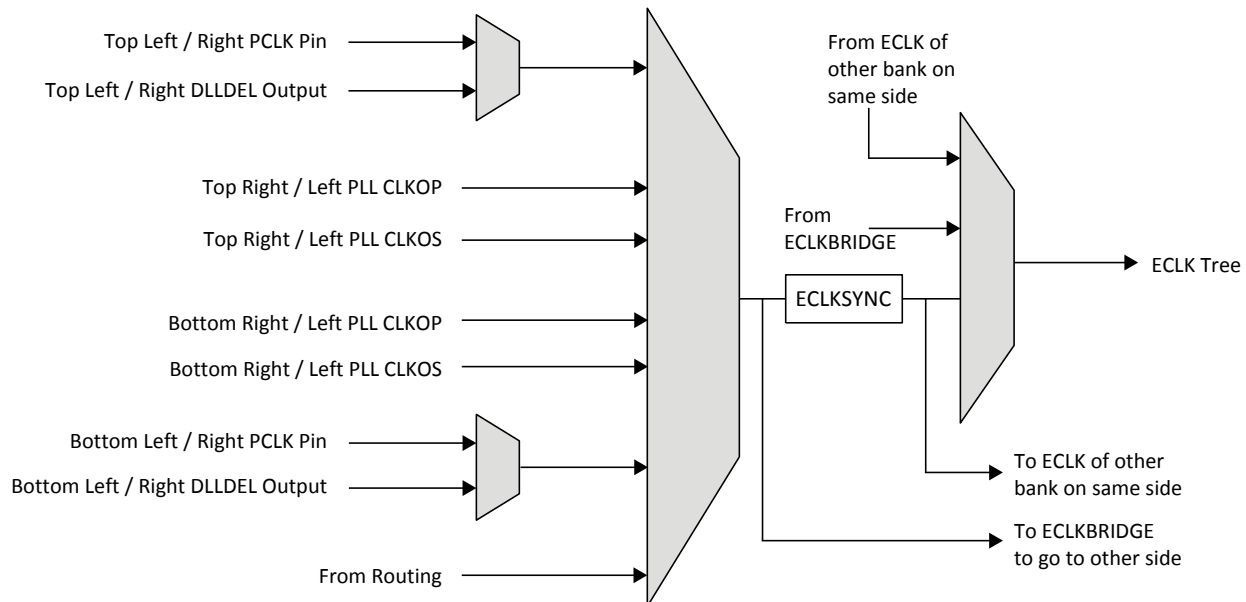 Top Left / Right PCLK Pin
Top Left / Right DLLDEL Output
Top Right / Left PLL CLKOP
Top Right / Left PLL CLKOS
Bottom Right / Left PLL CLKOP
Bottom Right / Left PLL CLKOS
Bottom Left / Right PCLK Pin
Bottom Left / Right DLLDEL Output
From Routing
From ECLK of
other bank on
same side
From
ECLKBRIDGE
ECLKSYNC
ECLK Tree
To ECLK of other
bank on same side
To ECLKBRIDGE
to go to other side